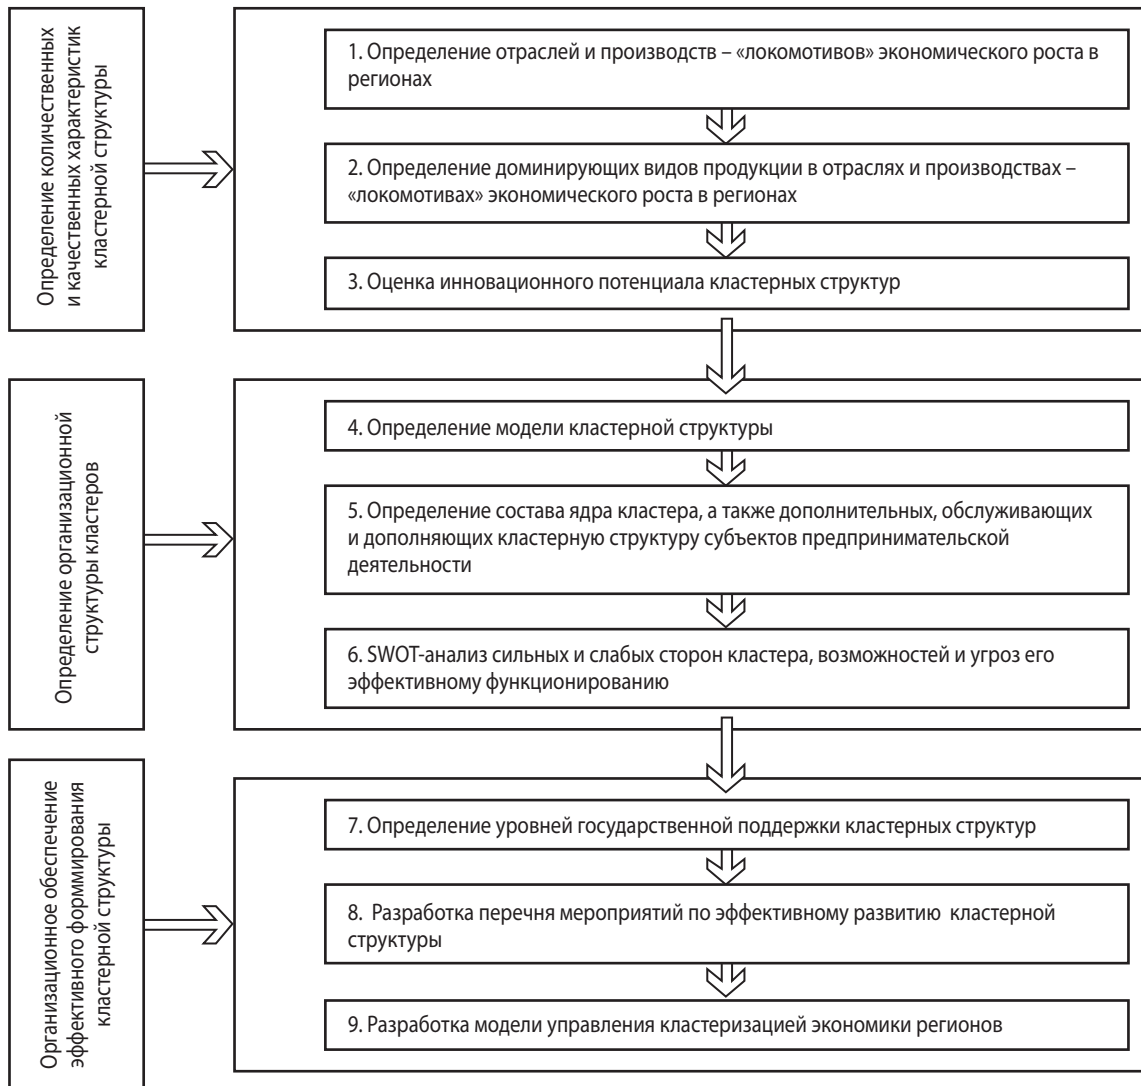 Определение количественных
и качественных характеристик
кластерной структуры
1. Определение отраслей и производств – «локомотивов» экономического роста в
регионах
2. Определение доминирующих видов продукции в отраслях и производствах –
«локомотивах» экономического роста в регионах
3. Оценка инновационного потенциала кластерных структур
Определение организационной
структуры кластеров
4. Определение модели кластерной структуры
5. Определение состава ядра кластера, а также дополнительных, обслуживающих
и дополняющих кластерную структуру субъектов предпринимательской
деятельности
6. SWOT-анализ сильных и слабых сторон кластера, возможностей и угроз его
эффективному функционированию
Организационное обеспечение
эффективного форммирования
кластерной структуры
7. Определение уровней государственной поддержки кластерных структур
8. Разработка перечня мероприятий по эффективному развитию кластерной
структуры
9. Разработка модели управления кластеризацией экономики регионов